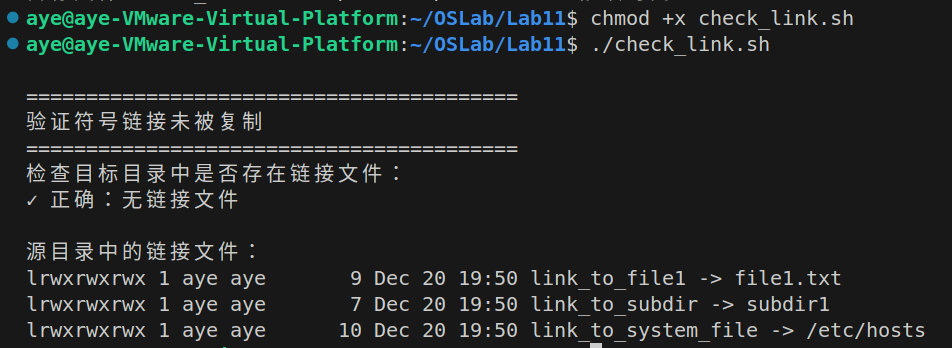 aye@aye-VMware-Virtual-Platform:~/OSLab/Lab11$ chmod +x check_link.sh
aye@aye-VMware-Virtual-Platform:~/OSLab/Lab11$ ./check_link.sh
=========================================
验证符号链接未被复制
=========================================
检查目标目录中是否存在链接文件：
✓ 正确：无链接文件
源目录中的链接文件：
lrwxrwxrwx 1 aye aye       9 Dec 20 19:50 link_to_file1 -> file1.txt
lrwxrwxrwx 1 aye aye       7 Dec 20 19:50 link_to_subdir -> subdir1
lrwxrwxrwx 1 aye aye      10 Dec 20 19:50 link_to_system_file -> /etc/hosts